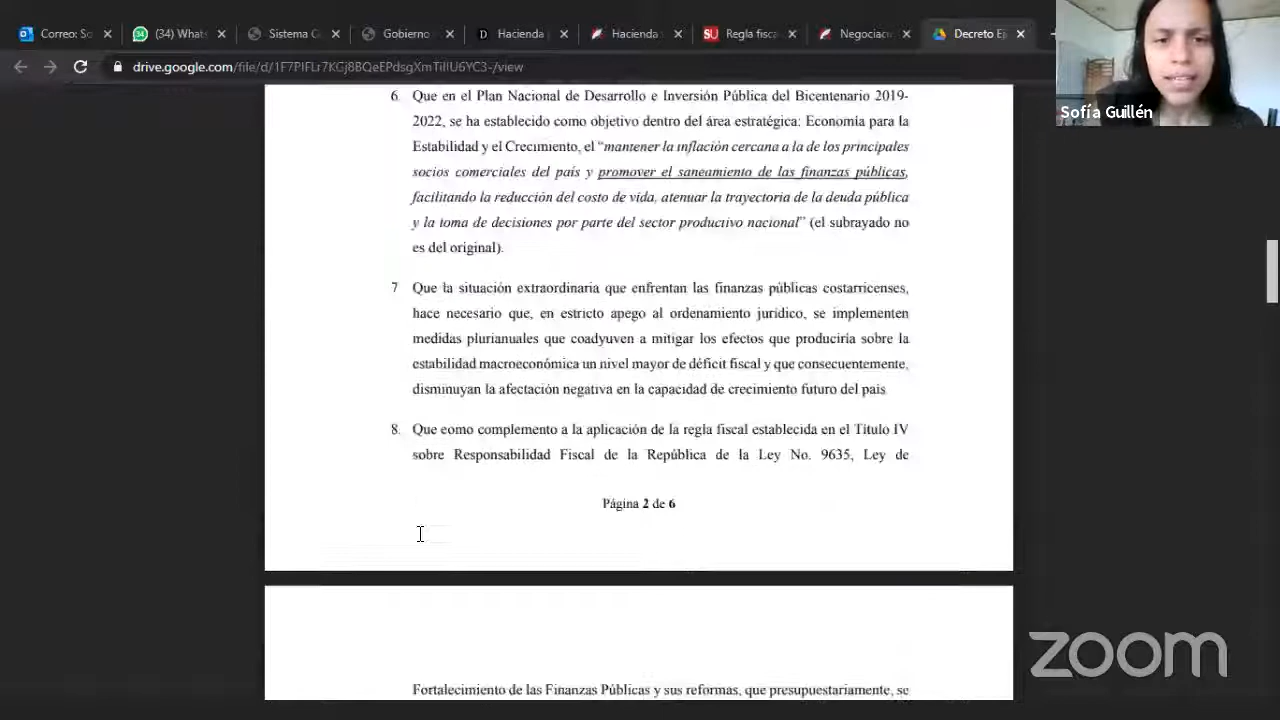 Correo: So
(34) Whats
Sistema Ca
Gobierno
Hacienda
Hacienda
Regla fisca
Negociaci
Decreto Ej
drive.google.com/file/d/1F7PIFLr7KGj8BQeEPdsgXmTillU6YC3-/view
Sofía Guillén
6. Que en el Plan Nacional de Desarrollo e Inversión Pública del Bicentenario 2019-
2022, se ha establecido como objetivo dentro del área estratégica: Economía para la
Estabilidad y el Crecimiento, el “mantener la inflación cercana a la de los principales
socios comerciales del país y promover el saneamiento de las finanzas públicas,
facilitando la reducción del costo de vida, atenuar la trayectoria de la deuda pública
y la toma de decisiones por parte del sector productivo nacional” (el subrayado no
es del original).
7 Que la situación extraordinaria que enfrentan las finanzas públicas costarricenses,
hace necesario que, en estricto apego al ordenamiento jurídico, se implementen
medidas plurianuales que coadyuven a mitigar los efectos que produciría sobre la
estabilidad macroeconómica un nivel mayor de déficit fiscal y que consecuentemente,
disminuyan la afectación negativa en la capacidad de crecimiento futuro del país
8. Que como complemento a la aplicación de la regla fiscal establecida en el Título IV
sobre Responsabilidad Fiscal de la República de la Ley No. 9635, Ley de
Página 2 de 6
Fortalecimiento de las Finanzas Públicas y sus reformas, que presupuestariamente, se
zoom